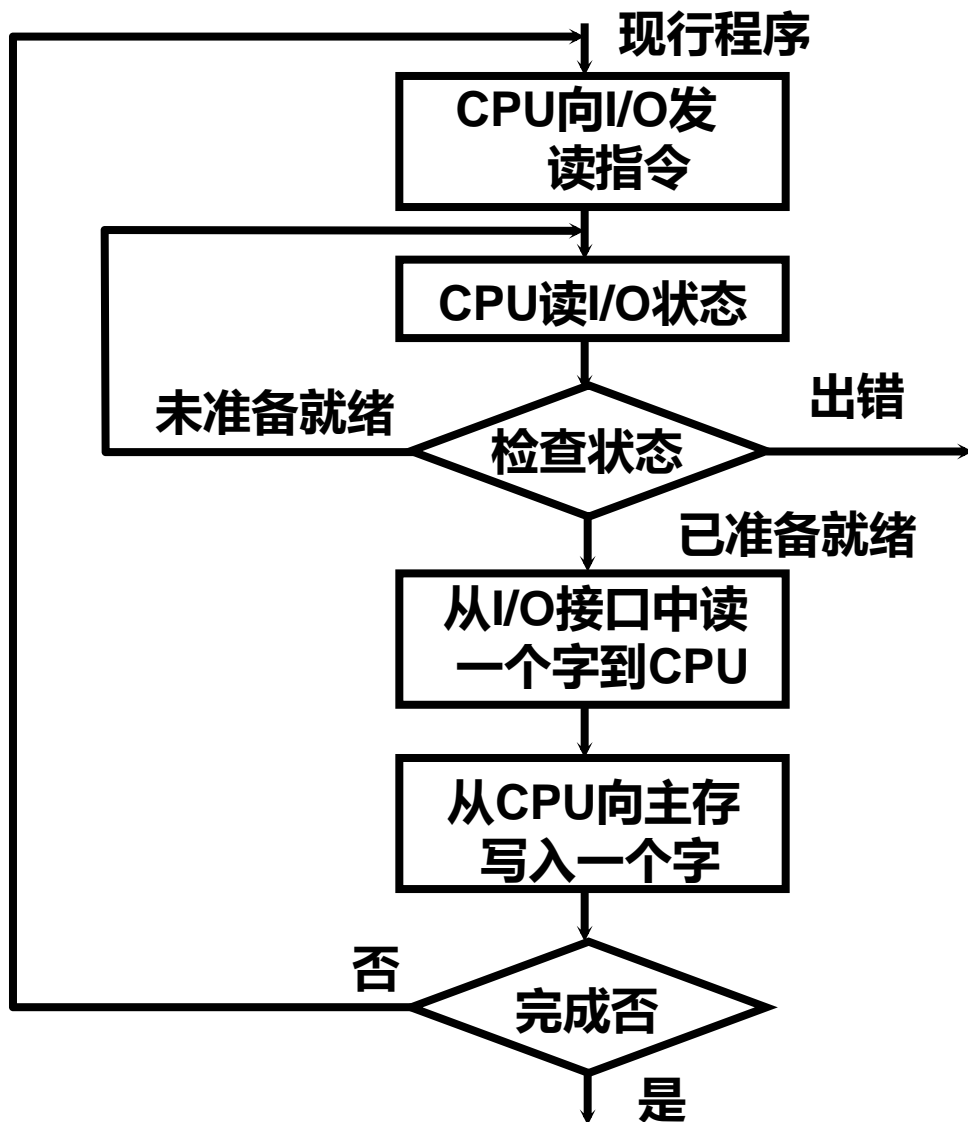 现行程序
CPU向I/O发
读指令
CPU读I/O状态
未准备就绪
检查状态
出错
已准备就绪
从I/O接口中读
一个字到CPU
从CPU向主存
写入一个字
否
完成否
是